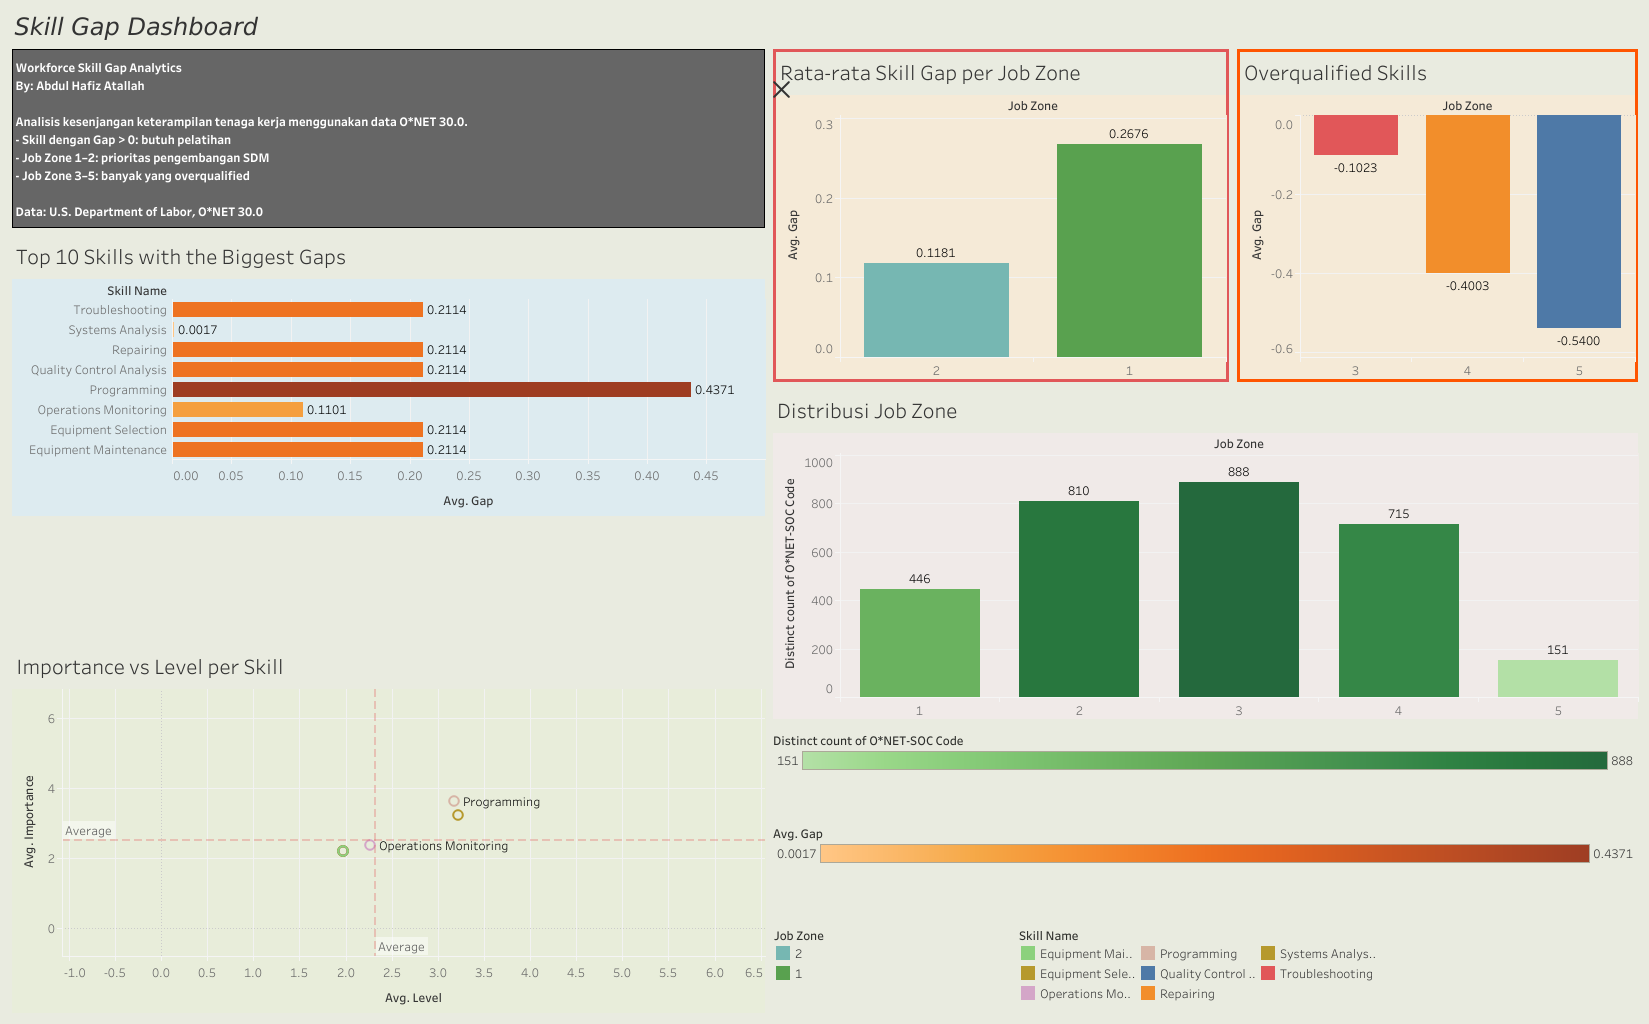 Skill Gap Dashboard
Workforce Skill Gap Analytics
By: Abdul Hafiz Atallah
Analisis kesenjangan keterampilan tenaga kerja menggunakan data O*NET 30.0.
- Skill dengan Gap > 0: butuh pelatihan
- Job Zone 1–2: prioritas pengembangan SDM
- Job Zone 3–5: banyak yang overqualified
Data: U.S. Department of Labor, O*NET 30.0
Top 10 Skills with the Biggest Gaps
Skill Name
Troubleshooting 0.2114
Systems Analysis 0.0017
Repairing 0.2114
Quality Control Analysis 0.2114
Programming 0.4371
Operations Monitoring 0.1101
Equipment Selection 0.2114
Equipment Maintenance 0.2114
0.00 0.05 0.10 0.15 0.20 0.25 0.30 0.35 0.40 0.45
Avg. Gap
Importance vs Level per Skill
Avg. Importance
6
4
2
0
Programming
Average
Operations Monitoring
Average
-1.0 -0.5 0.0 0.5 1.0 1.5 2.0 2.5 3.0 3.5 4.0 4.5 5.0 5.5 6.0 6.5
Avg. Level
Rata-rata Skill Gap per Job Zone
Job Zone
Avg. Gap
0.3
0.2
0.1
0.0
0.1181
0.2676
2 1
Overqualified Skills
Job Zone
Avg. Gap
0.0
-0.2
-0.4
-0.6
-0.1023
-0.4003
-0.5400
3 4 5
Distribusi Job Zone
Job Zone
Distinct count of O*NET-SOC Code
1000
800
600
400
200
0
446
810
888
715
151
1 2 3 4 5
Distinct count of O*NET-SOC Code
151 888
Avg. Gap
0.0017 0.4371
Job Zone
2
1
Skill Name
Equipment Mai.. Programming Systems Analys..
Equipment Sele.. Quality Control .. Troubleshooting
Operations Mo.. Repairing